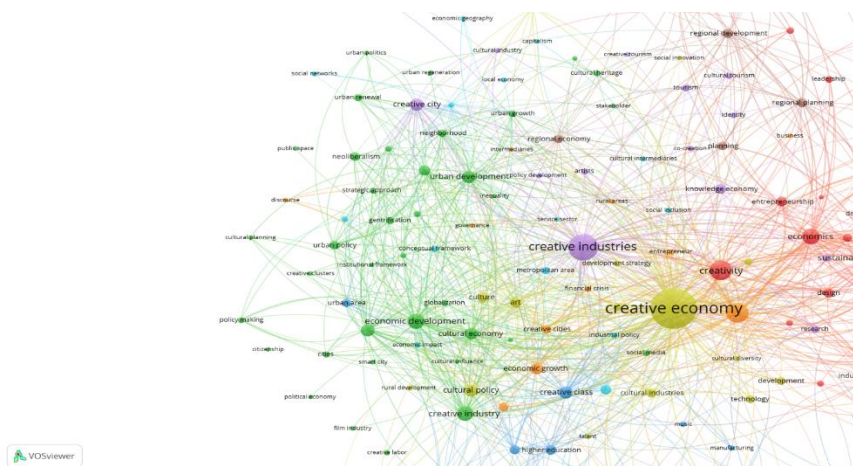 economic geography
capitalism
regional development
urban politics
cultural industry
creative tourism
social innovation
social networks
urban regeneration
local economy
cultural heritage
cultural tourism
leadership
urban renewal
creative city
urban growth
stakeholder
tourism
regional planning
neighborhood
regional economy
identity
business
public space
neoliberalism
intermediaries
co-creation
planning
cultural intermediaries
urban development
policy development
artists
strategic approach
inequality
rural areas
knowledge economy
discourse
gentrification
service sector
social inclusion
entrepreneurship
governance
cultural planning
urban policy
conceptual framework
creative industries
entrepreneur
economics
institutional framework
development strategy
sustaina
creative clusters
metropolitan area
creativity
urban area
globalization
culture
art
financial crisis
design
creative economy
policy making
economic development
cultural economy
creative cities
industrial policy
research
citizenship
cities
economic impact
smart city
cultural influence
social media
cultural diversity
economic growth
indu
rural development
cultural policy
creative class
cultural industries
development
political economy
technology
creative industry
film industry
music
talent
creative labor
higher education
manufacturing
VOSviewer